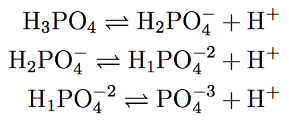 H₃PO₄ ⇌ H₂PO₄⁻ + H⁺
H₂PO₄⁻ ⇌ H₁PO₄⁻² + H⁺
H₁PO₄⁻² ⇌ PO₄⁻³ + H⁺